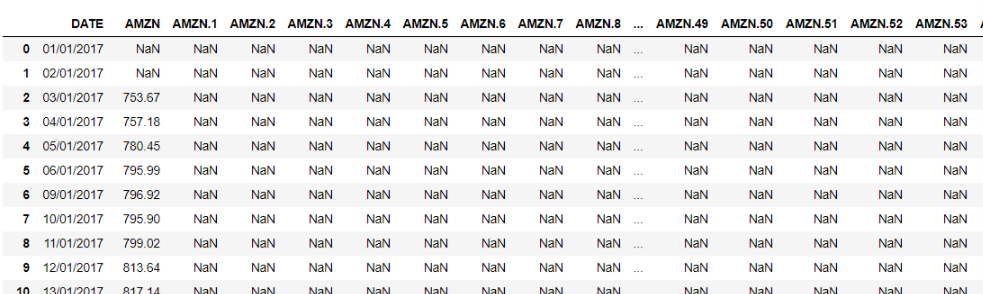 DATE AMZN AMZN.1 AMZN.2 AMZN.3 AMZN.4 AMZN.5 AMZN.6 AMZN.7 AMZN.8 ... AMZN.49 AMZN.50 AMZN.51 AMZN.52 AMZN.53
0 01/01/2017 NaN NaN NaN NaN NaN NaN NaN NaN NaN ... NaN NaN NaN NaN NaN
1 02/01/2017 NaN NaN NaN NaN NaN NaN NaN NaN NaN ... NaN NaN NaN NaN NaN
2 03/01/2017 753.67 NaN NaN NaN NaN NaN NaN NaN NaN ... NaN NaN NaN NaN NaN
3 04/01/2017 757.18 NaN NaN NaN NaN NaN NaN NaN NaN ... NaN NaN NaN NaN NaN
4 05/01/2017 780.45 NaN NaN NaN NaN NaN NaN NaN NaN ... NaN NaN NaN NaN NaN
5 06/01/2017 795.99 NaN NaN NaN NaN NaN NaN NaN NaN ... NaN NaN NaN NaN NaN
6 09/01/2017 796.92 NaN NaN NaN NaN NaN NaN NaN NaN ... NaN NaN NaN NaN NaN
7 10/01/2017 795.90 NaN NaN NaN NaN NaN NaN NaN NaN ... NaN NaN NaN NaN NaN
8 11/01/2017 799.02 NaN NaN NaN NaN NaN NaN NaN NaN ... NaN NaN NaN NaN NaN
9 12/01/2017 813.64 NaN NaN NaN NaN NaN NaN NaN NaN ... NaN NaN NaN NaN NaN
10 13/01/2017 817.14 NaN NaN NaN NaN NaN NaN NaN NaN NaN NaN NaN NaN NaN